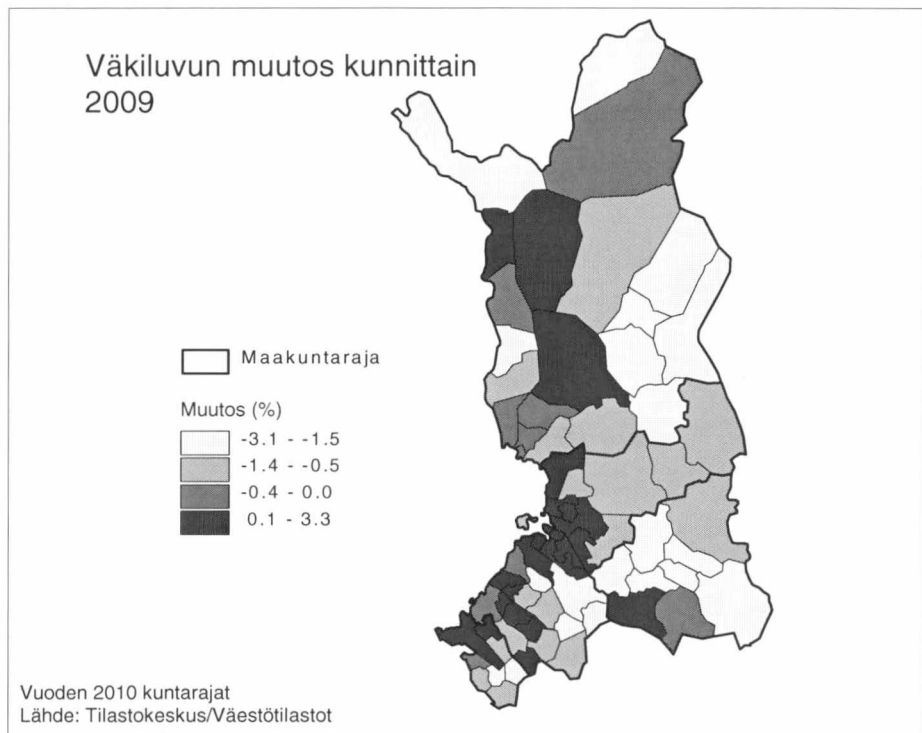 Väkiluvun muutos kunnittain
2009
Maakuntaraja
Muutos (%)
-3.1 - -1.5
-1.4 - -0.5
-0.4 - 0.0
0.1 - 3.3
Vuoden 2010 kuntarajat
Lähde: Tilastokeskus/Väestötilastot